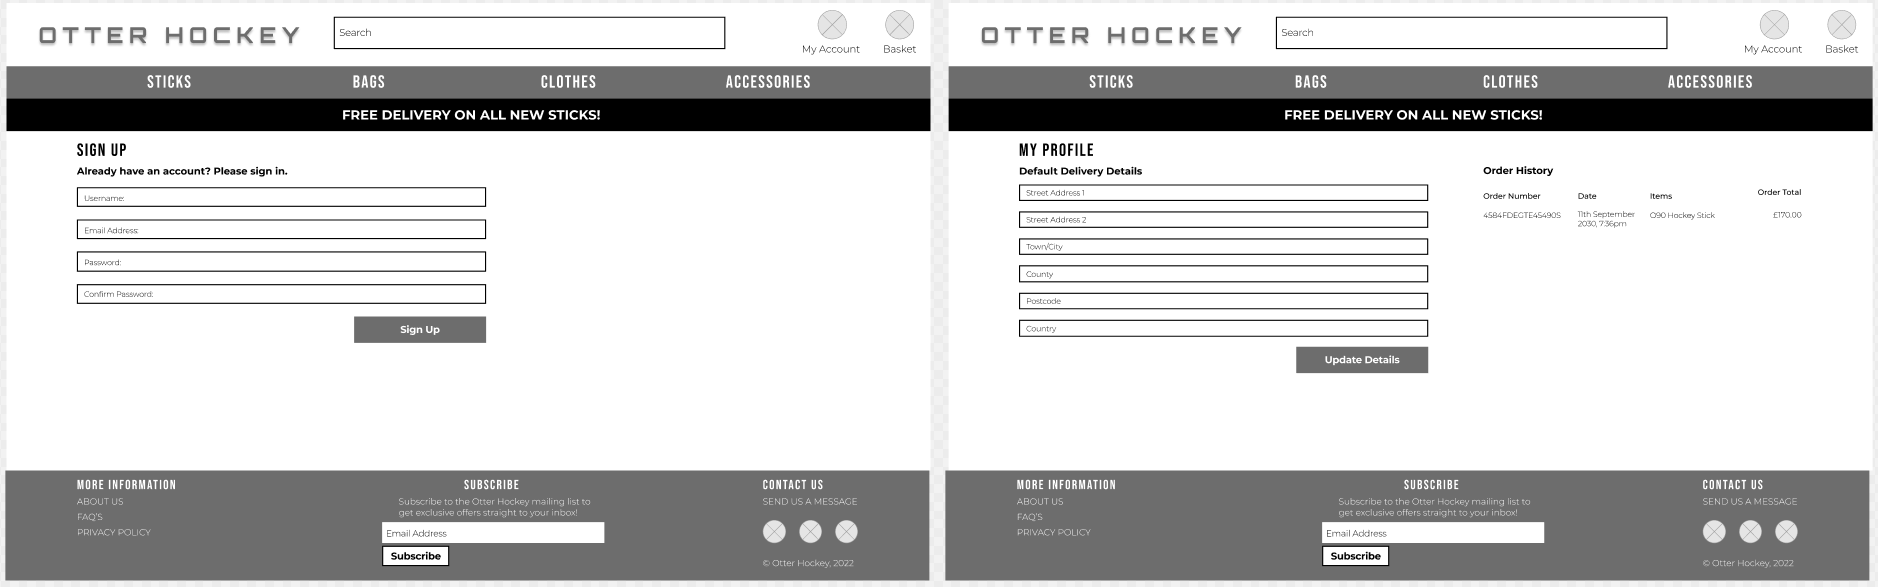 OTTER HOCKEY
Search
My Account
Basket
STICKS
BAGS
CLOTHES
ACCESSORIES
FREE DELIVERY ON ALL NEW STICKS!
SIGN UP
Already have an account? Please sign in.
Username:
Email Address:
Password:
Confirm Password:
Sign Up
MORE INFORMATION
ABOUT US
FAQ'S
PRIVACY POLICY
SUBSCRIBE
Subscribe to the Otter Hockey mailing list to
get exclusive offers straight to your inbox!
Email Address
Subscribe
CONTACT US
SEND US A MESSAGE
© Otter Hockey, 2022
OTTER HOCKEY
Search
My Account
Basket
STICKS
BAGS
CLOTHES
ACCESSORIES
FREE DELIVERY ON ALL NEW STICKS!
MY PROFILE
Default Delivery Details
Street Address 1
Street Address 2
Town/City
County
Postcode
Country
Update Details
Order History
Order Number
Date
Items
Order Total
4584FDEGTE45490S
11th September
2030, 7:36pm
O90 Hockey Stick
£170.00
MORE INFORMATION
ABOUT US
FAQ'S
PRIVACY POLICY
SUBSCRIBE
Subscribe to the Otter Hockey mailing list to
get exclusive offers straight to your inbox!
Email Address
Subscribe
CONTACT US
SEND US A MESSAGE
© Otter Hockey, 2022